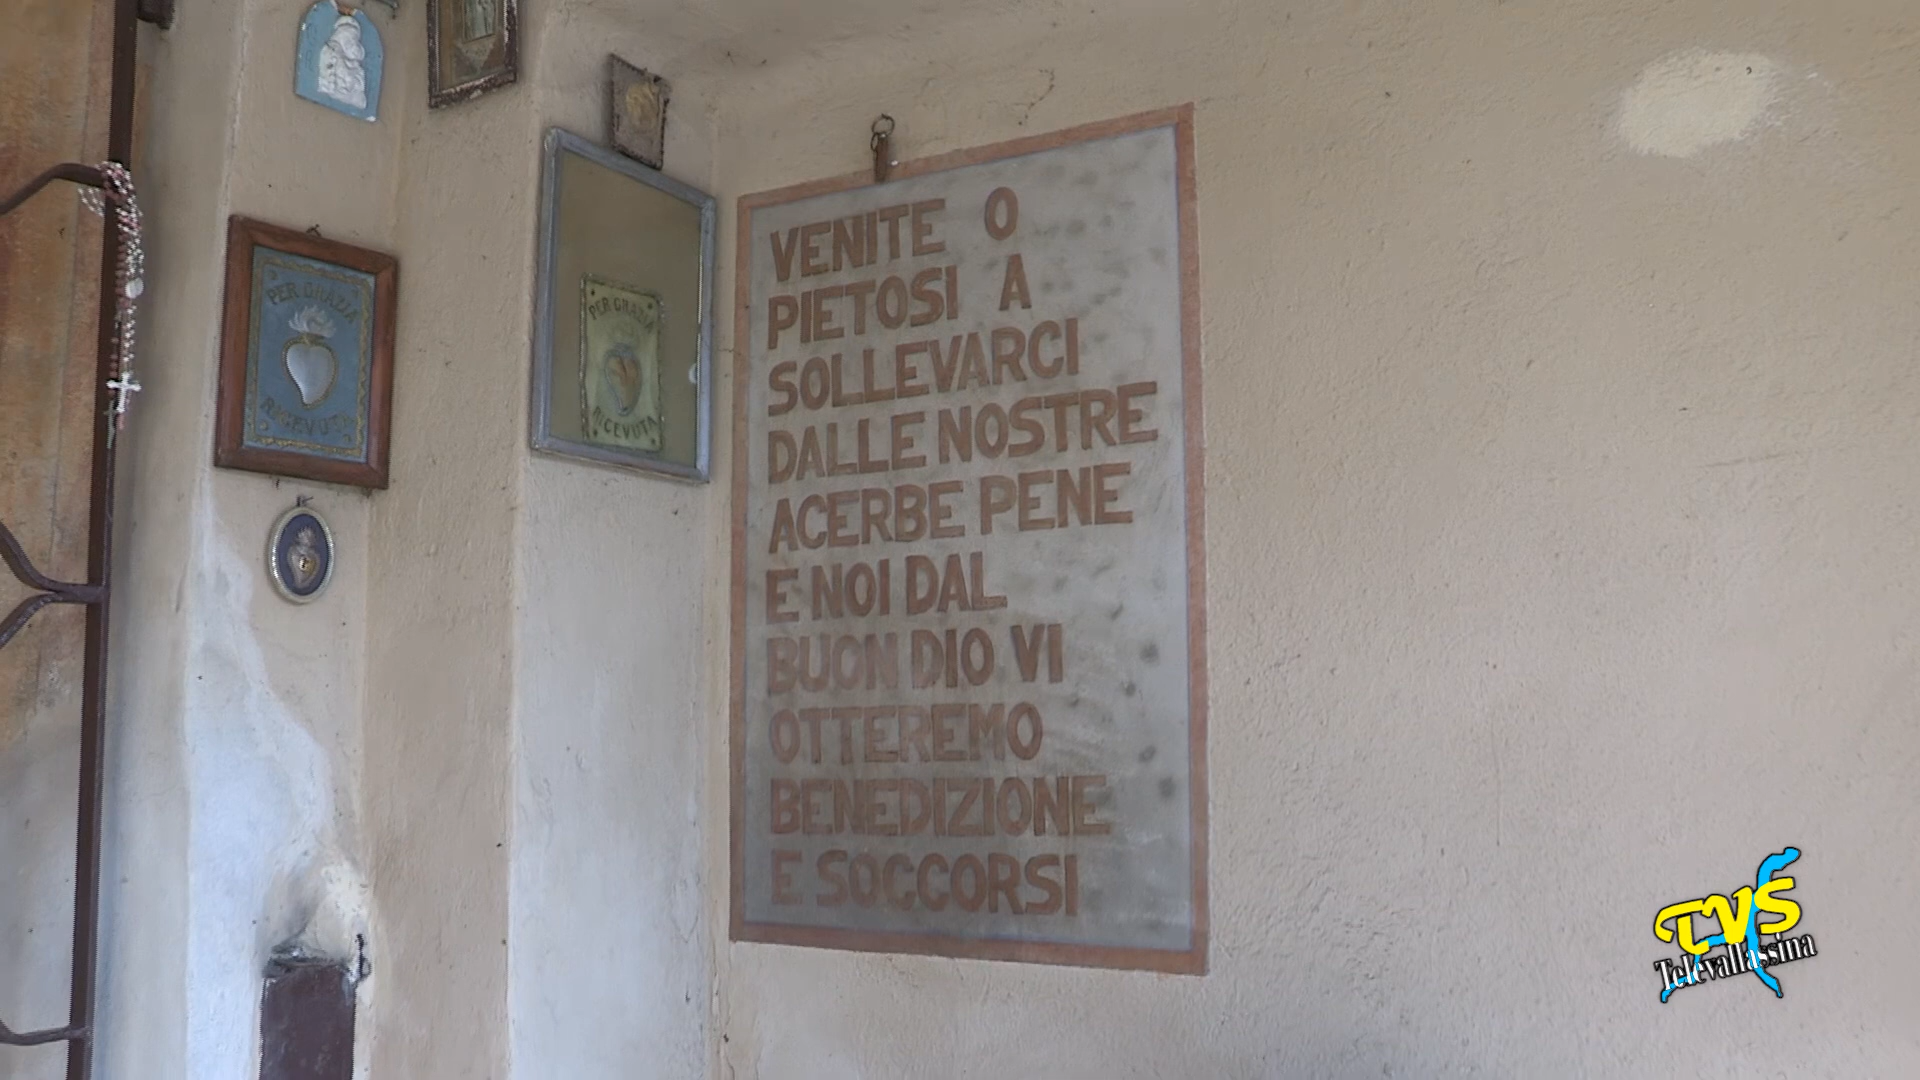 PER GRAZIA
RICEVUTA
PER GRAZIA
RICEVUTA
VENITE O
PIETOSI A
SOLLEVARCI
DALLE NOSTRE
ACERBE PENE
E NOI DAL
BUON DIO VI
OTTEREMO
BENEDIZIONE
E SOCCORSI
TVS
Televallassina